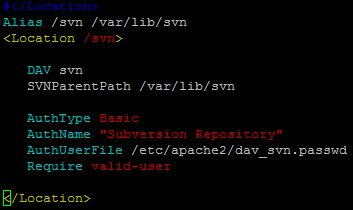 #</Location>
Alias /svn /var/lib/svn
<Location /svn>
DAV svn
SVNParentPath /var/lib/svn
AuthType Basic
AuthName "Subversion Repository"
AuthUserFile /etc/apache2/dav_svn.passwd
Require valid-user
</Location>